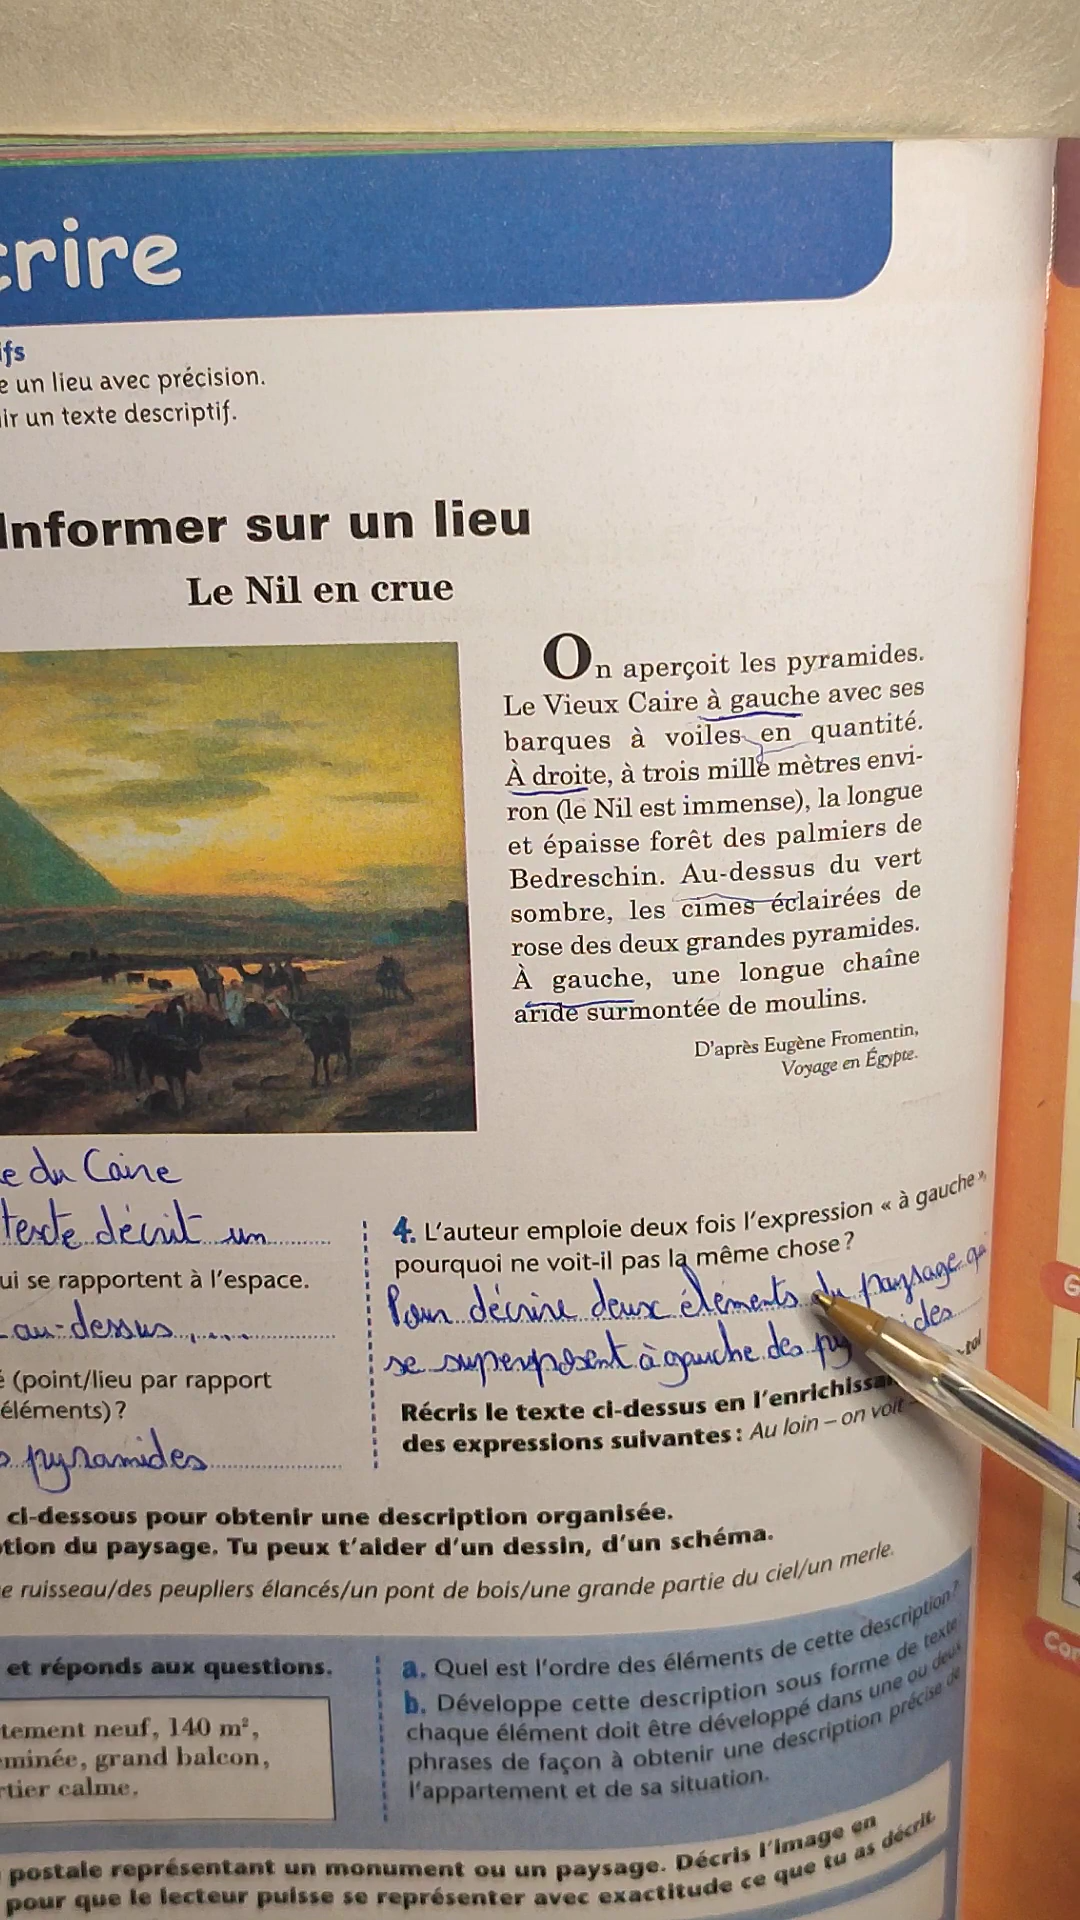 crire
ifs
e un lieu avec précision.
ir un texte descriptif.
Informer sur un lieu
Le Nil en crue
On aperçoit les pyramides.
Le Vieux Caire à gauche avec ses
barques à voiles en quantité.
À droite, à trois mille mètres envi-
ron (le Nil est immense), la longue
et épaisse forêt des palmiers de
Bedreschin. Au-dessus du vert
sombre, les cimes éclairées de
rose des deux grandes pyramides.
À gauche, une longue chaîne
aride surmontée de moulins.
D'après Eugène Fromentin,
Voyage en Égypte.
e du Caire
texte décrit un
ui se rapportent à l'espace.
au-dessus, ...
é (point/lieu par rapport
éléments) ?
pyramides
4. L'auteur emploie deux fois l'expression « à gauche »,
pourquoi ne voit-il pas la même chose ?
Pour décrire deux éléments du paysage qui
se superposent à gauche des py ides
Récris le texte ci-dessus en l'enrichissa
des expressions suivantes : Au loin – on voit –
ci-dessous pour obtenir une description organisée.
tion du paysage. Tu peux t'aider d'un dessin, d'un schéma.
e ruisseau/des peupliers élancés/un pont de bois/une grande partie du ciel/un merle.
et réponds aux questions.
tement neuf, 140 m²,
eminée, grand balcon,
rtier calme.
a. Quel est l'ordre des éléments de cette description ?
b. Développe cette description sous forme de texte
chaque élément doit être développé dans une ou deux
phrases de façon à obtenir une description précise de
l'appartement et de sa situation.
postale représentant un monument ou un paysage. Décris l'image en
pour que le lecteur puisse se représenter avec exactitude ce que tu as décrit.